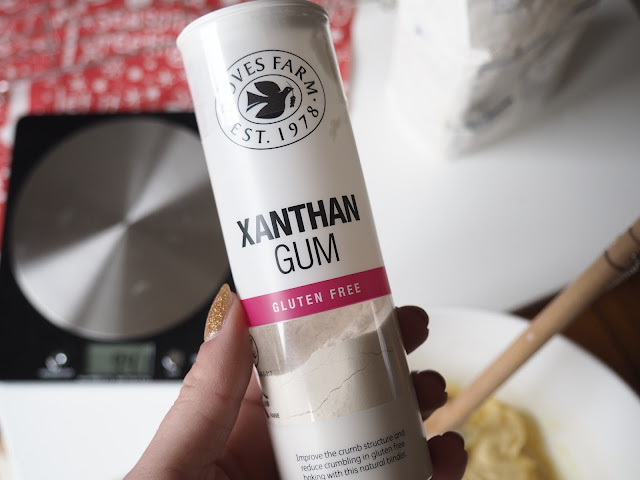 OVES FARM
EST. 1978
XANTHAN
GUM
GLUTEN FREE
Improve the crumb structure and
reduce crumbling in gluten free
baking with this natural binder